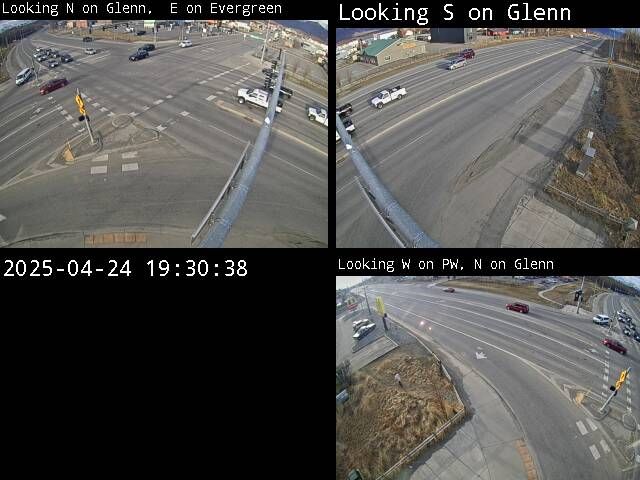 Looking N on Glenn,  E on Evergreen
Looking S on Glenn
2025-04-24 19:30:38
Looking W on PW, N on Glenn